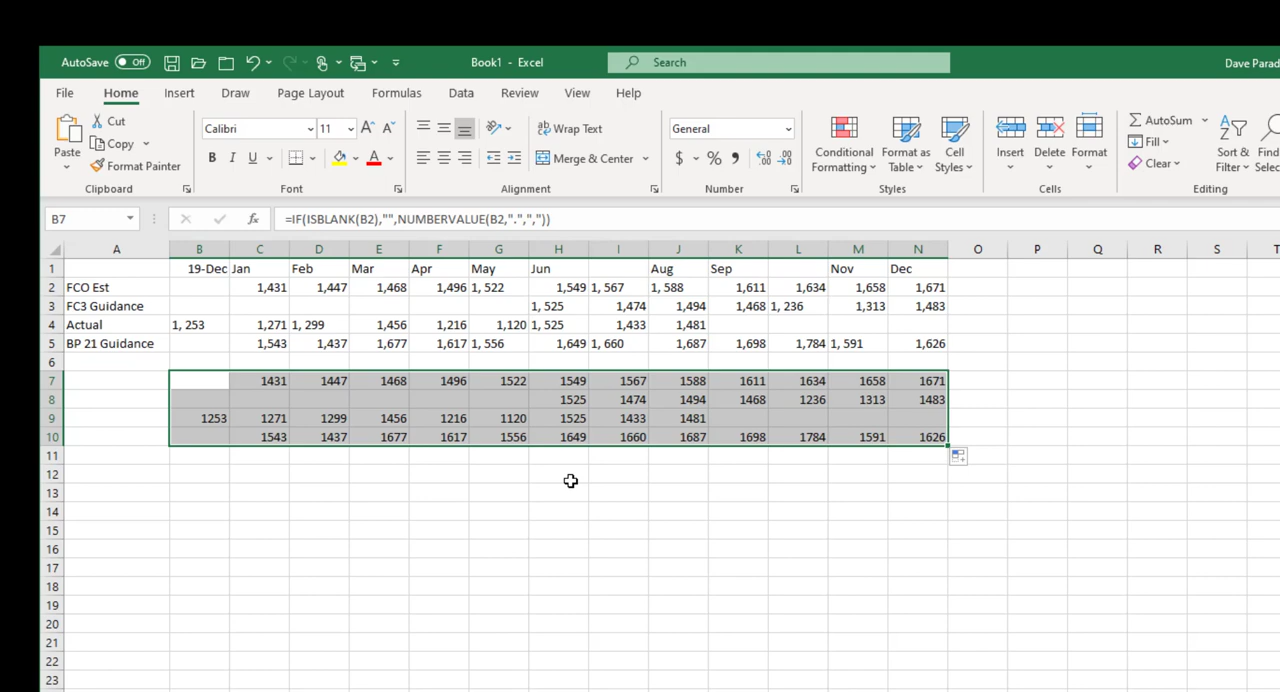 AutoSave Off Book1 - Excel Search Dave Parad
File Home Insert Draw Page Layout Formulas Data Review View Help
Paste Cut Copy Format Painter
Calibri 11 A A
B I U A
ab Wrap Text
Merge & Center
General
$ % , .00
Conditional Formatting Format as Table Cell Styles
Insert Delete Format
AutoSum Fill Clear
Sort & Filter Find Selec
Clipboard Font Alignment Number Styles Cells Editing
B7 fx =IF(ISBLANK(B2),"",NUMBERVALUE(B2,".",","))
A B C D E F G H I J K L M N O P Q R S T
1 19-Dec Jan Feb Mar Apr May Jun Aug Sep Nov Dec
2 FCO Est 1,431 1,447 1,468 1,496 1, 522 1,549 1, 567 1, 588 1,611 1,634 1,658 1,671
3 FC3 Guidance 1, 525 1,474 1,494 1,468 1, 236 1,313 1,483
4 Actual 1, 253 1,271 1, 299 1,456 1,216 1,120 1, 525 1,433 1,481
5 BP 21 Guidance 1,543 1,437 1,677 1,617 1, 556 1,649 1, 660 1,687 1,698 1,784 1, 591 1,626
6
7 1431 1447 1468 1496 1522 1549 1567 1588 1611 1634 1658 1671
8 1525 1474 1494 1468 1236 1313 1483
9 1253 1271 1299 1456 1216 1120 1525 1433 1481
10 1543 1437 1677 1617 1556 1649 1660 1687 1698 1784 1591 1626
11
12
13
14
15
16
17
18
19
20
21
22
23